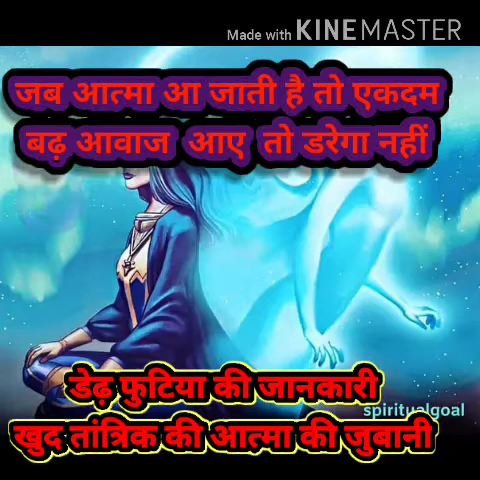 Made with KINEMASTER
जब आत्मा आ जाती है तो एकदम
बढ़ आवाज आए तो डरेगा नहीं
डेढ़ फुटिया की जानकारी
spiritualgoal
खुद तांत्रिक की आत्मा की जुबानी